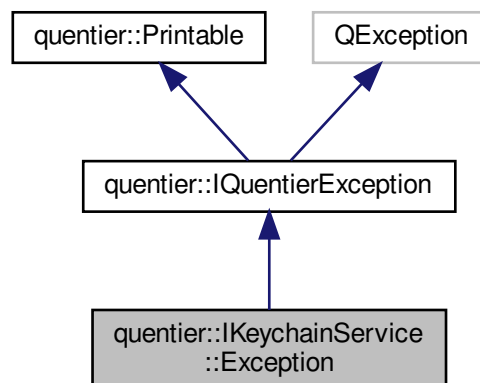 quentier::Printable
QException
quentier::IQuentierException
quentier::IKeychainService
::Exception